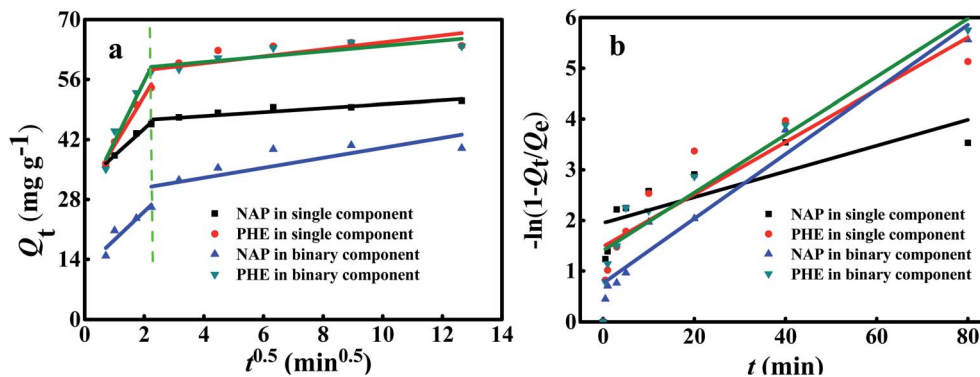 a
70
56
42
28
14
0
Qt (mg g-1)
NAP in single component
PHE in single component
NAP in binary component
PHE in binary component
0 2 4 6 8 10 12 14
t0.5 (min0.5)
b
6
5
4
3
2
1
0
-ln(1-Qt/Qe)
NAP in single component
PHE in single component
NAP in binary component
PHE in binary component
0 20 40 60 80
t (min)